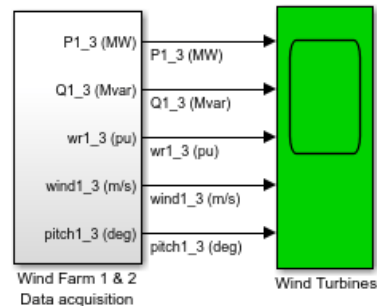 P1_3 (MW)
P1_3 (MW)
Q1_3 (Mvar)
Q1_3 (Mvar)
wr1_3 (pu)
wr1_3 (pu)
wind1_3 (m/s)
wind1_3 (m/s)
pitch1_3 (deg)
pitch1_3 (deg)
Wind Farm 1 & 2
Data acquisition
Wind Turbines